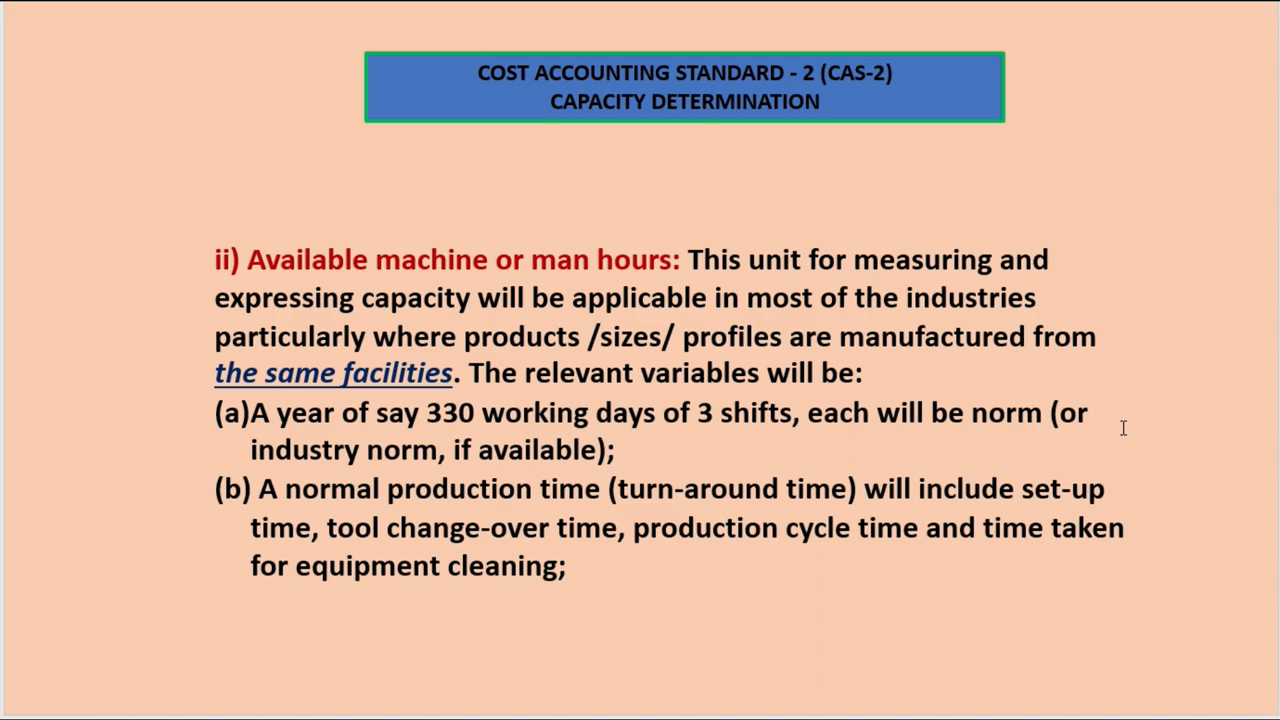 COST ACCOUNTING STANDARD - 2 (CAS-2)
CAPACITY DETERMINATION
ii) Available machine or man hours: This unit for measuring and
expressing capacity will be applicable in most of the industries
particularly where products /sizes/ profiles are manufactured from
the same facilities. The relevant variables will be:
(a)A year of say 330 working days of 3 shifts, each will be norm (or
industry norm, if available);
(b) A normal production time (turn-around time) will include set-up
time, tool change-over time, production cycle time and time taken
for equipment cleaning;